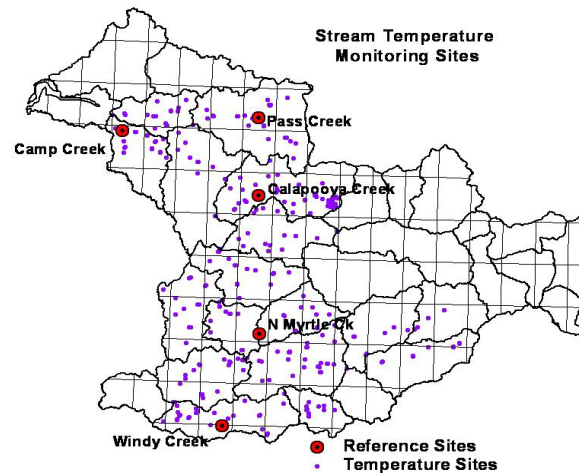 Stream Temperature
Monitoring Sites
Pass Creek
Camp Creek
Calapooya Creek
N Myrtle Ck
Windy Creek
Reference Sites
Temperature Sites